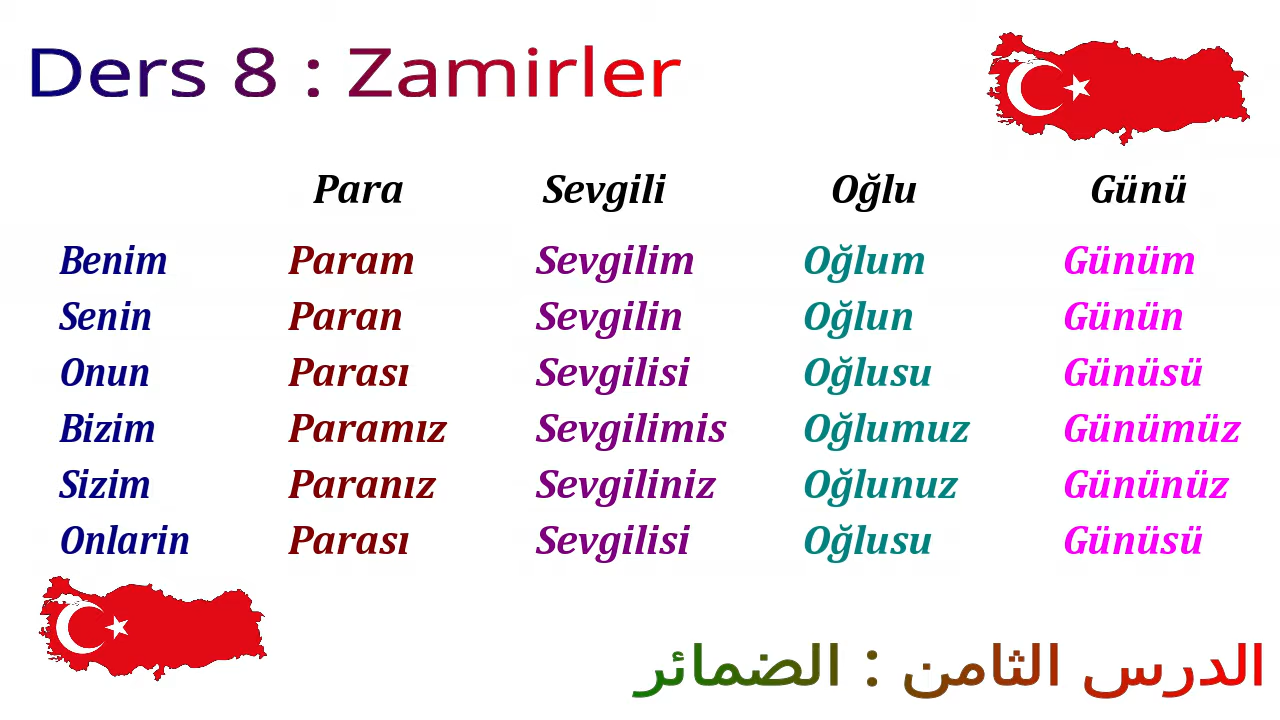 Ders 8 : Zamirler
Para Sevgili Oğlu Günü
Benim Param Sevgilim Oğlum Günüm
Senin Paran Sevgilin Oğlun Günün
Onun Parası Sevgilisi Oğlusu Günüsü
Bizim Paramız Sevgilimis Oğlumuz Günümüz
Sizim Paranız Sevgiliniz Oğlunuz Gününüz
Onlarin Parası Sevgilisi Oğlusu Günüsü
الدرس الثامن : الضمائر